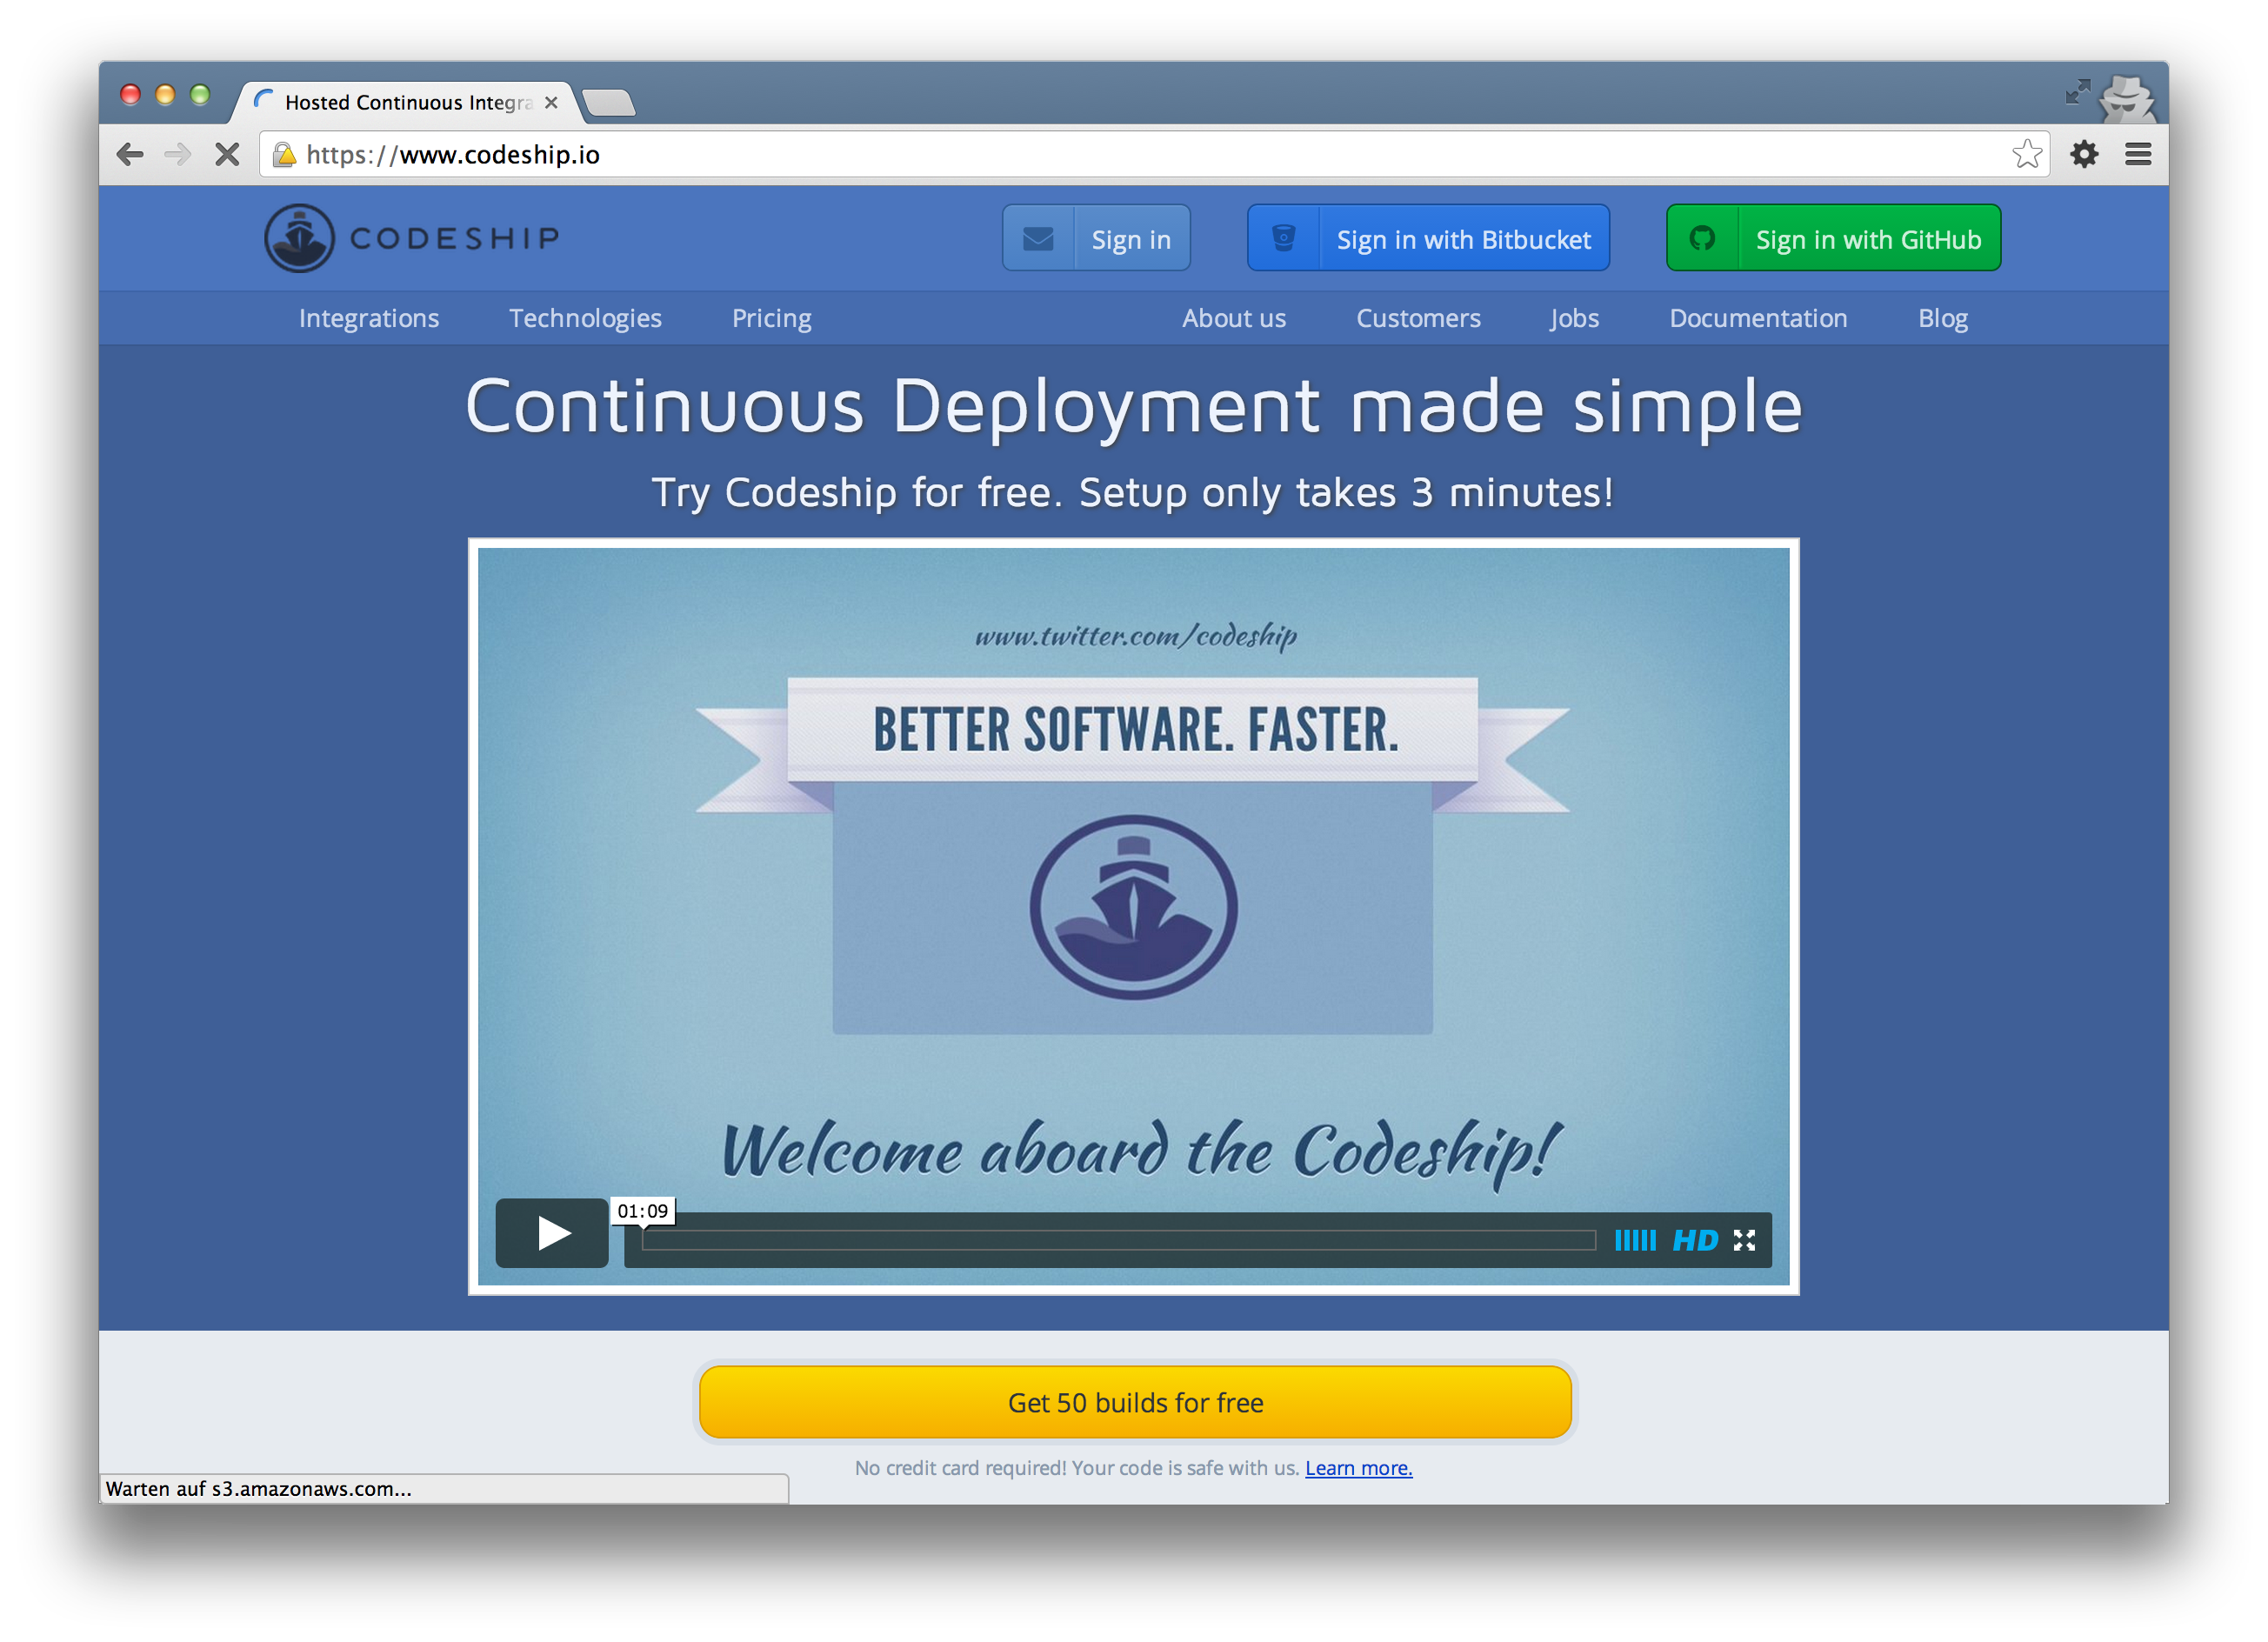 Hosted Continuous Integra
https://www.codeship.io
CODESHIP
Sign in
Sign in with Bitbucket
Sign in with GitHub
Integrations
Technologies
Pricing
About us
Customers
Jobs
Documentation
Blog
Continuous Deployment made simple
Try Codeship for free. Setup only takes 3 minutes!
www.twitter.com/codeship
BETTER SOFTWARE. FASTER.
Welcome aboard the Codeship!
01:09
HD
Get 50 builds for free
No credit card required! Your code is safe with us. Learn more.
Warten auf s3.amazonaws.com...